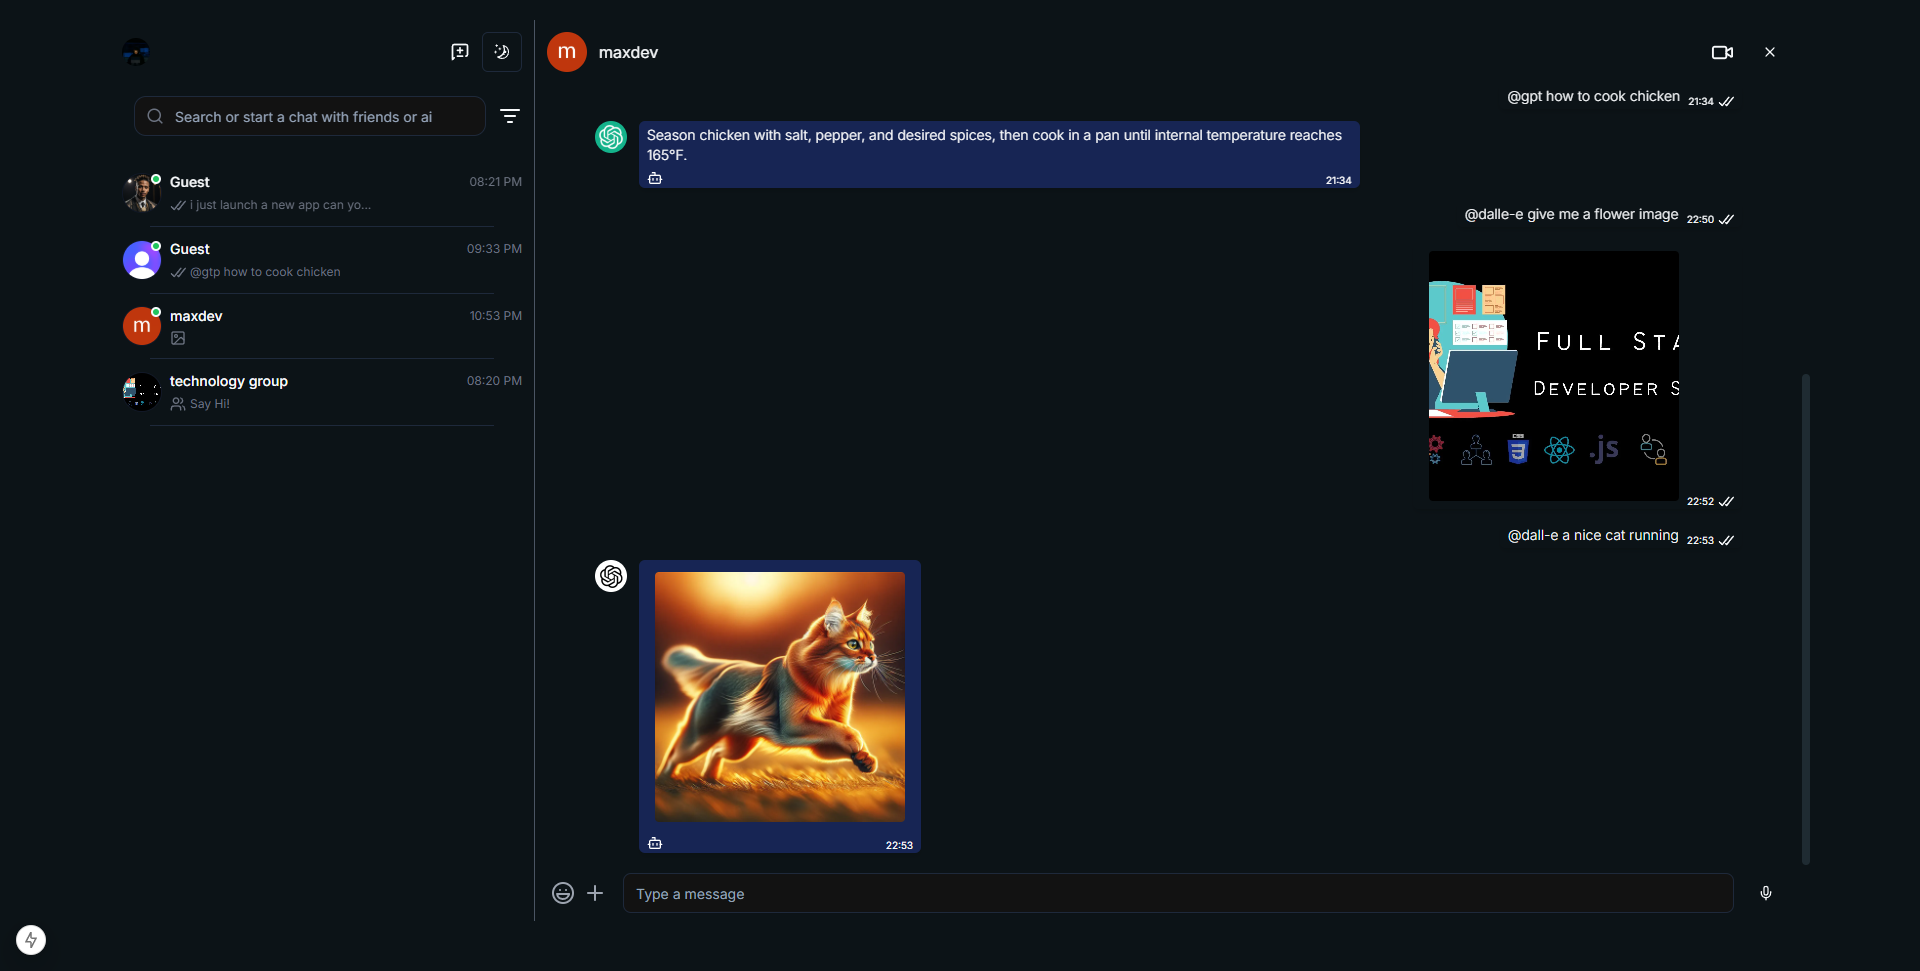 Search or start a chat with friends or ai
Guest
08:21 PM
i just launch a new app can yo...
Guest
09:33 PM
@gtp how to cook chicken
m
maxdev
10:53 PM
technology group
08:20 PM
Say Hi!
m
maxdev
@gpt how to cook chicken
21:34
Season chicken with salt, pepper, and desired spices, then cook in a pan until internal temperature reaches
165°F.
21:34
@dalle-e give me a flower image
22:50
FULL STA
DEVELOPER S
3
.js
22:52
@dall-e a nice cat running
22:53
22:53
Type a message